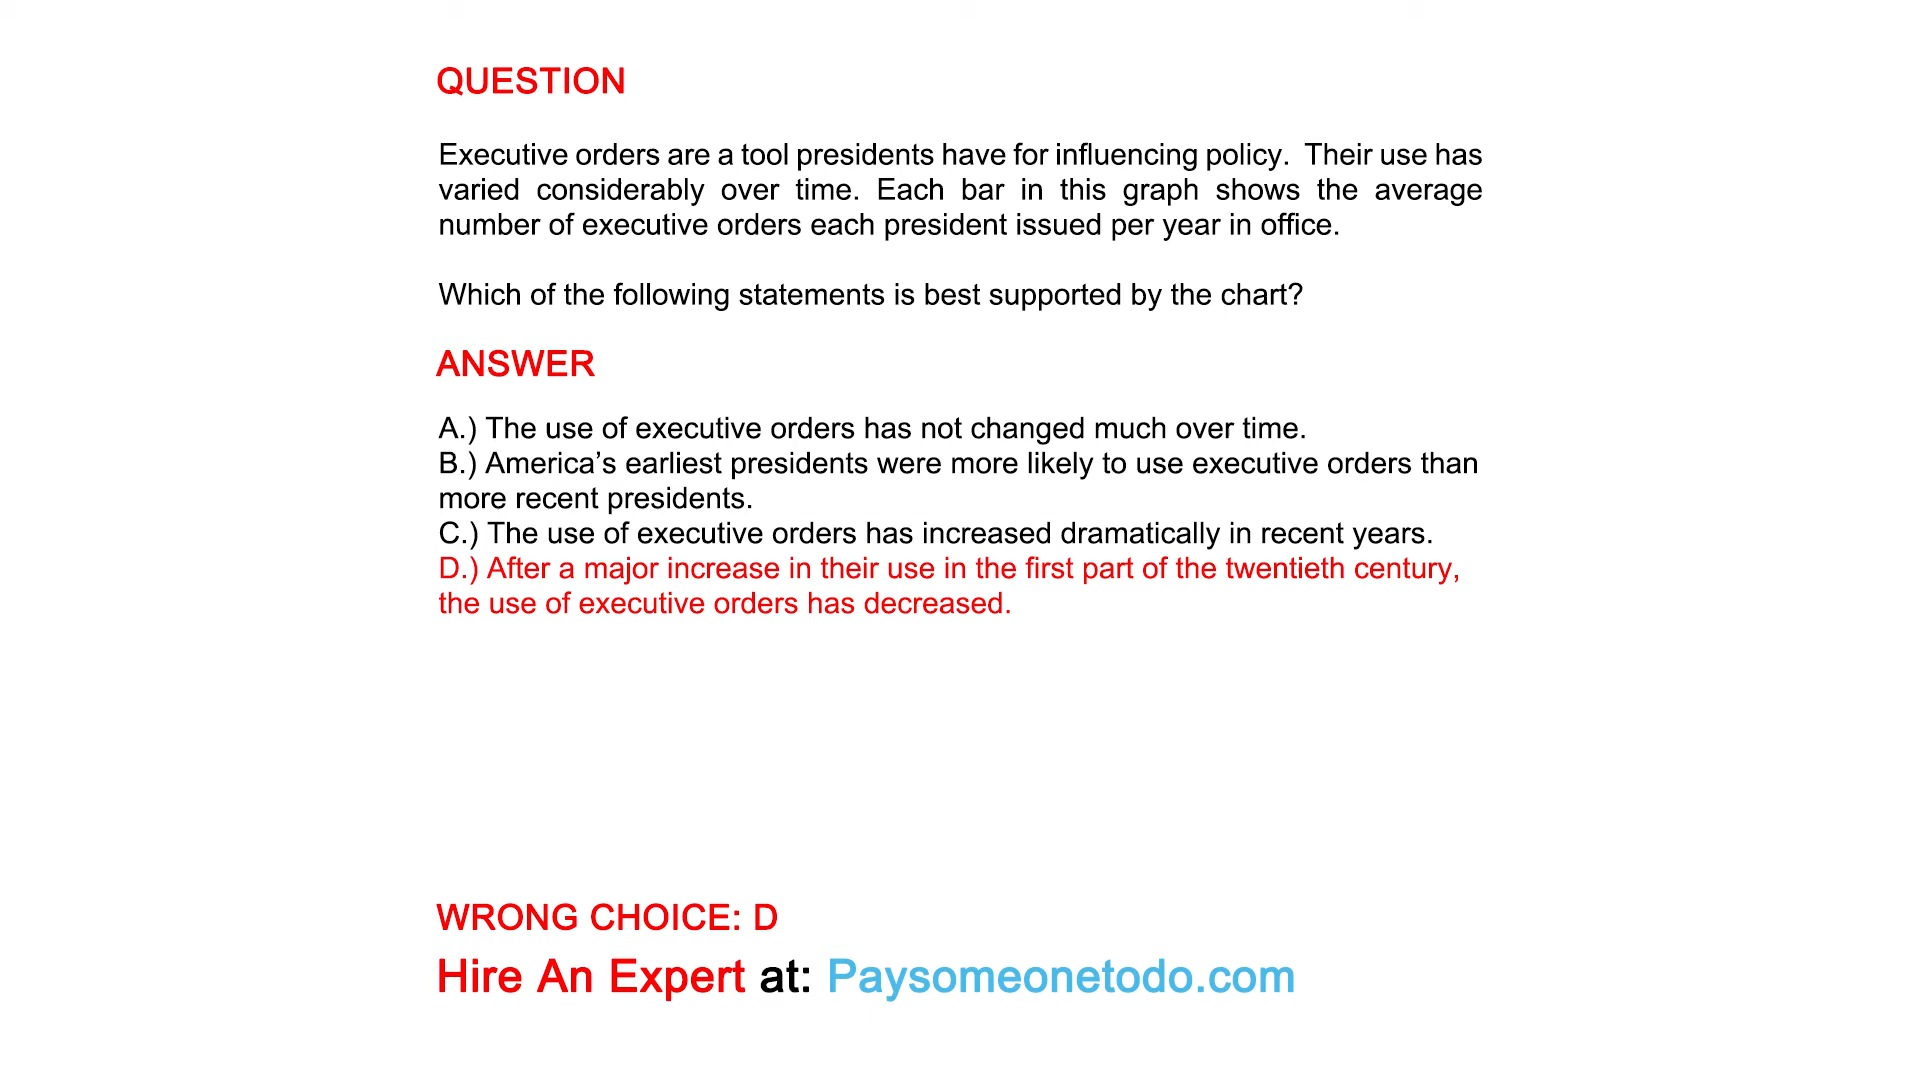 QUESTION
Executive orders are a tool presidents have for influencing policy.  Their use has
varied considerably over time. Each bar in this graph shows the average
number of executive orders each president issued per year in office.
Which of the following statements is best supported by the chart?
ANSWER
A.) The use of executive orders has not changed much over time.
B.) America’s earliest presidents were more likely to use executive orders than
more recent presidents.
C.) The use of executive orders has increased dramatically in recent years.
D.) After a major increase in their use in the first part of the twentieth century,
the use of executive orders has decreased.
WRONG CHOICE: D
Hire An Expert at: Paysomeonetodo.com